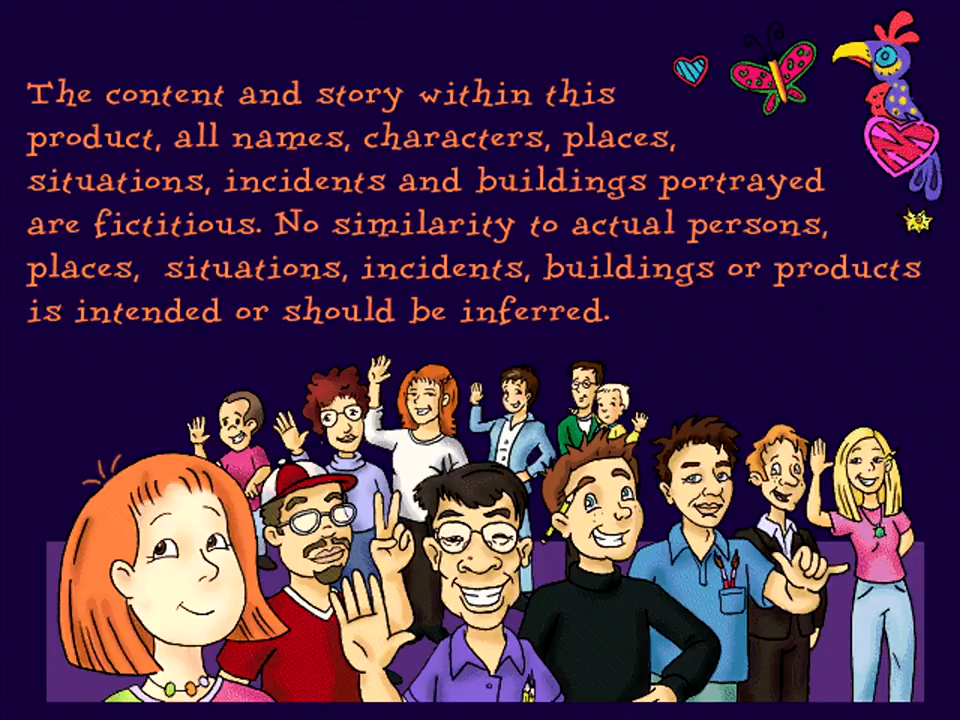 The content and story within this
product, all names, characters, places,
situations, incidents and buildings portrayed
are fictitious. No similarity to actual persons,
places, situations, incidents, buildings or products
is intended or should be inferred.